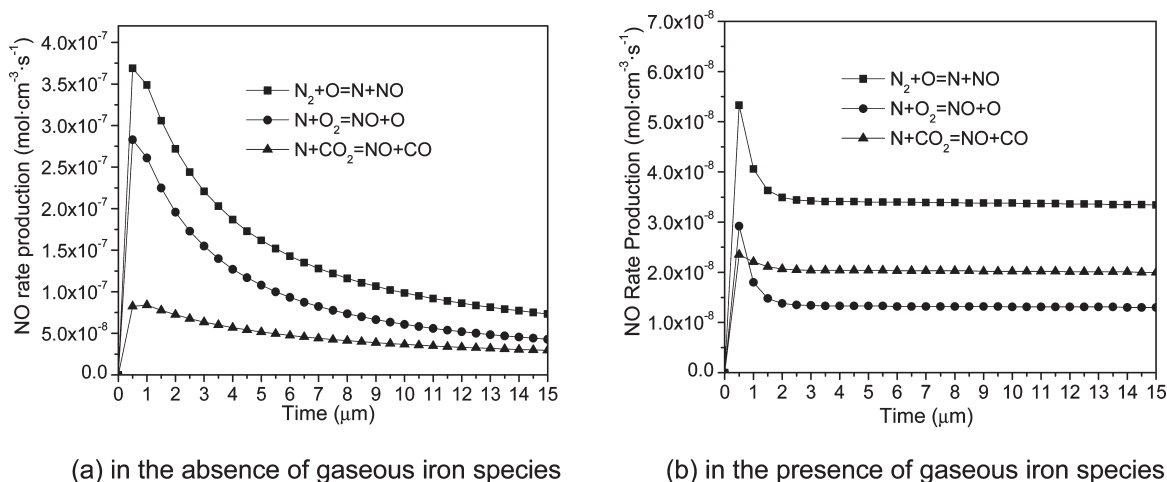 NO rate production (mol·cm⁻³·s⁻¹)
4.0x10⁻⁷
3.5x10⁻⁷
3.0x10⁻⁷
2.5x10⁻⁷
2.0x10⁻⁷
1.5x10⁻⁷
1.0x10⁻⁷
5.0x10⁻⁸
0.0
N₂+O=N+NO
N+O₂=NO+O
N+CO₂=NO+CO
0 1 2 3 4 5 6 7 8 9 10 11 12 13 14 15
Time (μm)
(a) in the absence of gaseous iron species
NO Rate Production (mol·cm⁻³·s⁻¹)
7.0x10⁻⁸
6.0x10⁻⁸
5.0x10⁻⁸
4.0x10⁻⁸
3.0x10⁻⁸
2.0x10⁻⁸
1.0x10⁻⁸
0.0
N₂+O=N+NO
N+O₂=NO+O
N+CO₂=NO+CO
0 1 2 3 4 5 6 7 8 9 10 11 12 13 14 15
Time (μm)
(b) in the presence of gaseous iron species